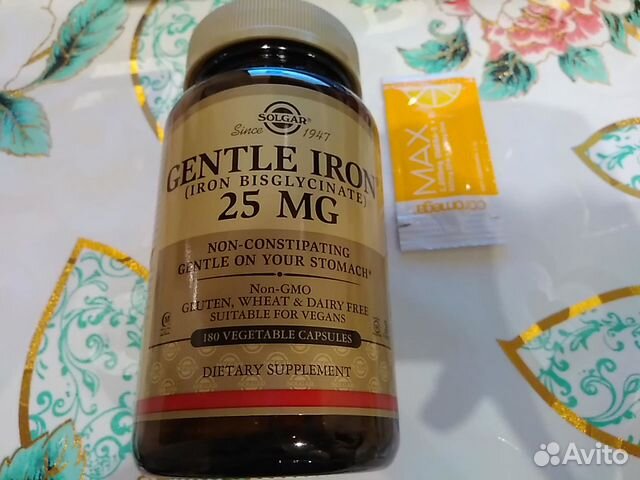 SOLGAR
Since 1947
GENTLE IRON
(IRON BISGLYCINATE)
25 MG
NON-CONSTIPATING
GENTLE ON YOUR STOMACH*
NON-GMO
GLUTEN, WHEAT & DAIRY FREE
SUITABLE FOR VEGANS
180 VEGETABLE CAPSULES
DIETARY SUPPLEMENT
MAX
coromega
Avito